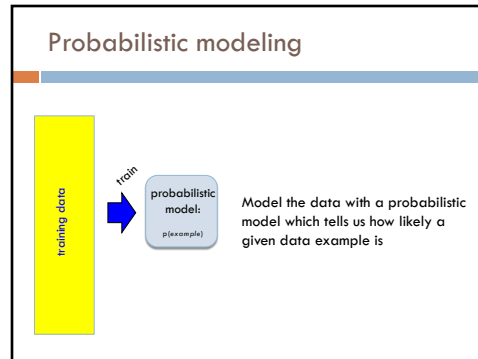 Probabilistic modeling
training data
train
probabilistic
model:
p(example)
Model the data with a probabilistic
model which tells us how likely a
given data example is